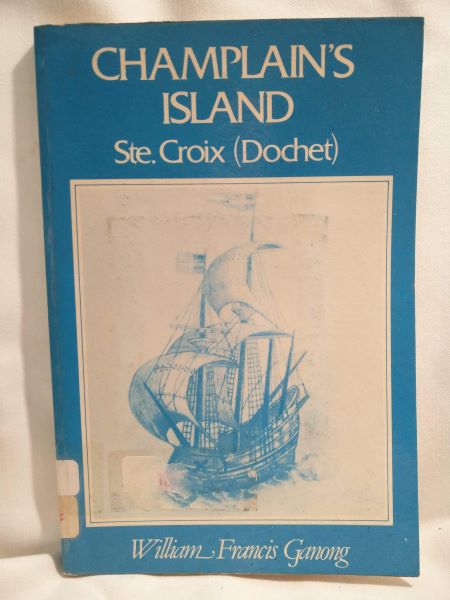 CHAMPLAIN'S
ISLAND
Ste. Croix (Dochet)
William Francis Ganong